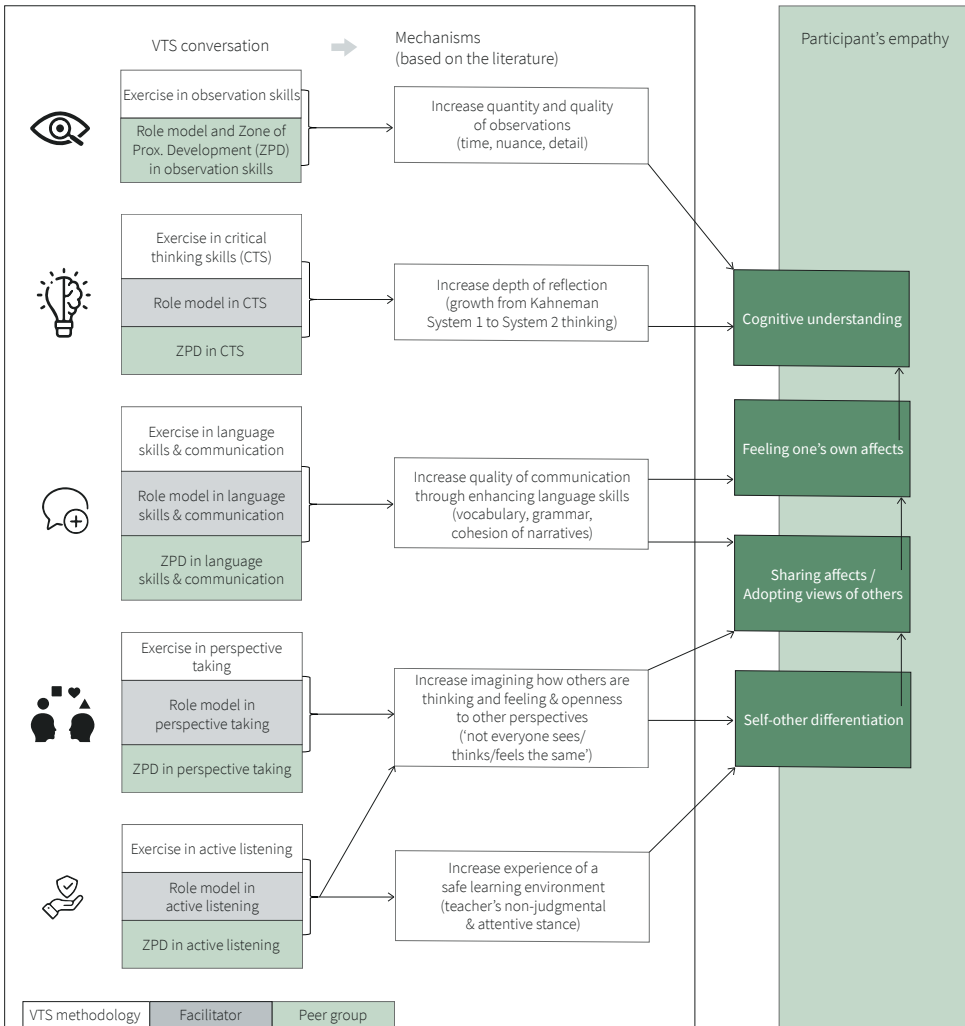 VTS conversation
Mechanisms
(based on the literature)
Participant’s empathy
Exercise in observation skills
Role model and Zone of
Prox. Development (ZPD)
in observation skills
Increase quantity and quality
of observations
(time, nuance, detail)
Exercise in critical
thinking skills (CTS)
Role model in CTS
ZPD in CTS
Increase depth of reflection
(growth from Kahneman
System 1 to System 2 thinking)
Cognitive understanding
Exercise in language
skills & communication
Role model in language
skills & communication
ZPD in language
skills & communication
Increase quality of communication
through enhancing language skills
(vocabulary, grammar,
cohesion of narratives)
Feeling one’s own affects
Sharing affects /
Adopting views of others
Exercise in perspective
taking
Role model in
perspective taking
ZPD in perspective taking
Increase imagining how others are
thinking and feeling & openness
to other perspectives
(‘not everyone sees/
thinks/feels the same’)
Self-other differentiation
Exercise in active listening
Role model in
active listening
ZPD in active listening
Increase experience of a
safe learning environment
(teacher’s non-judgmental
& attentive stance)
VTS methodology
Facilitator
Peer group